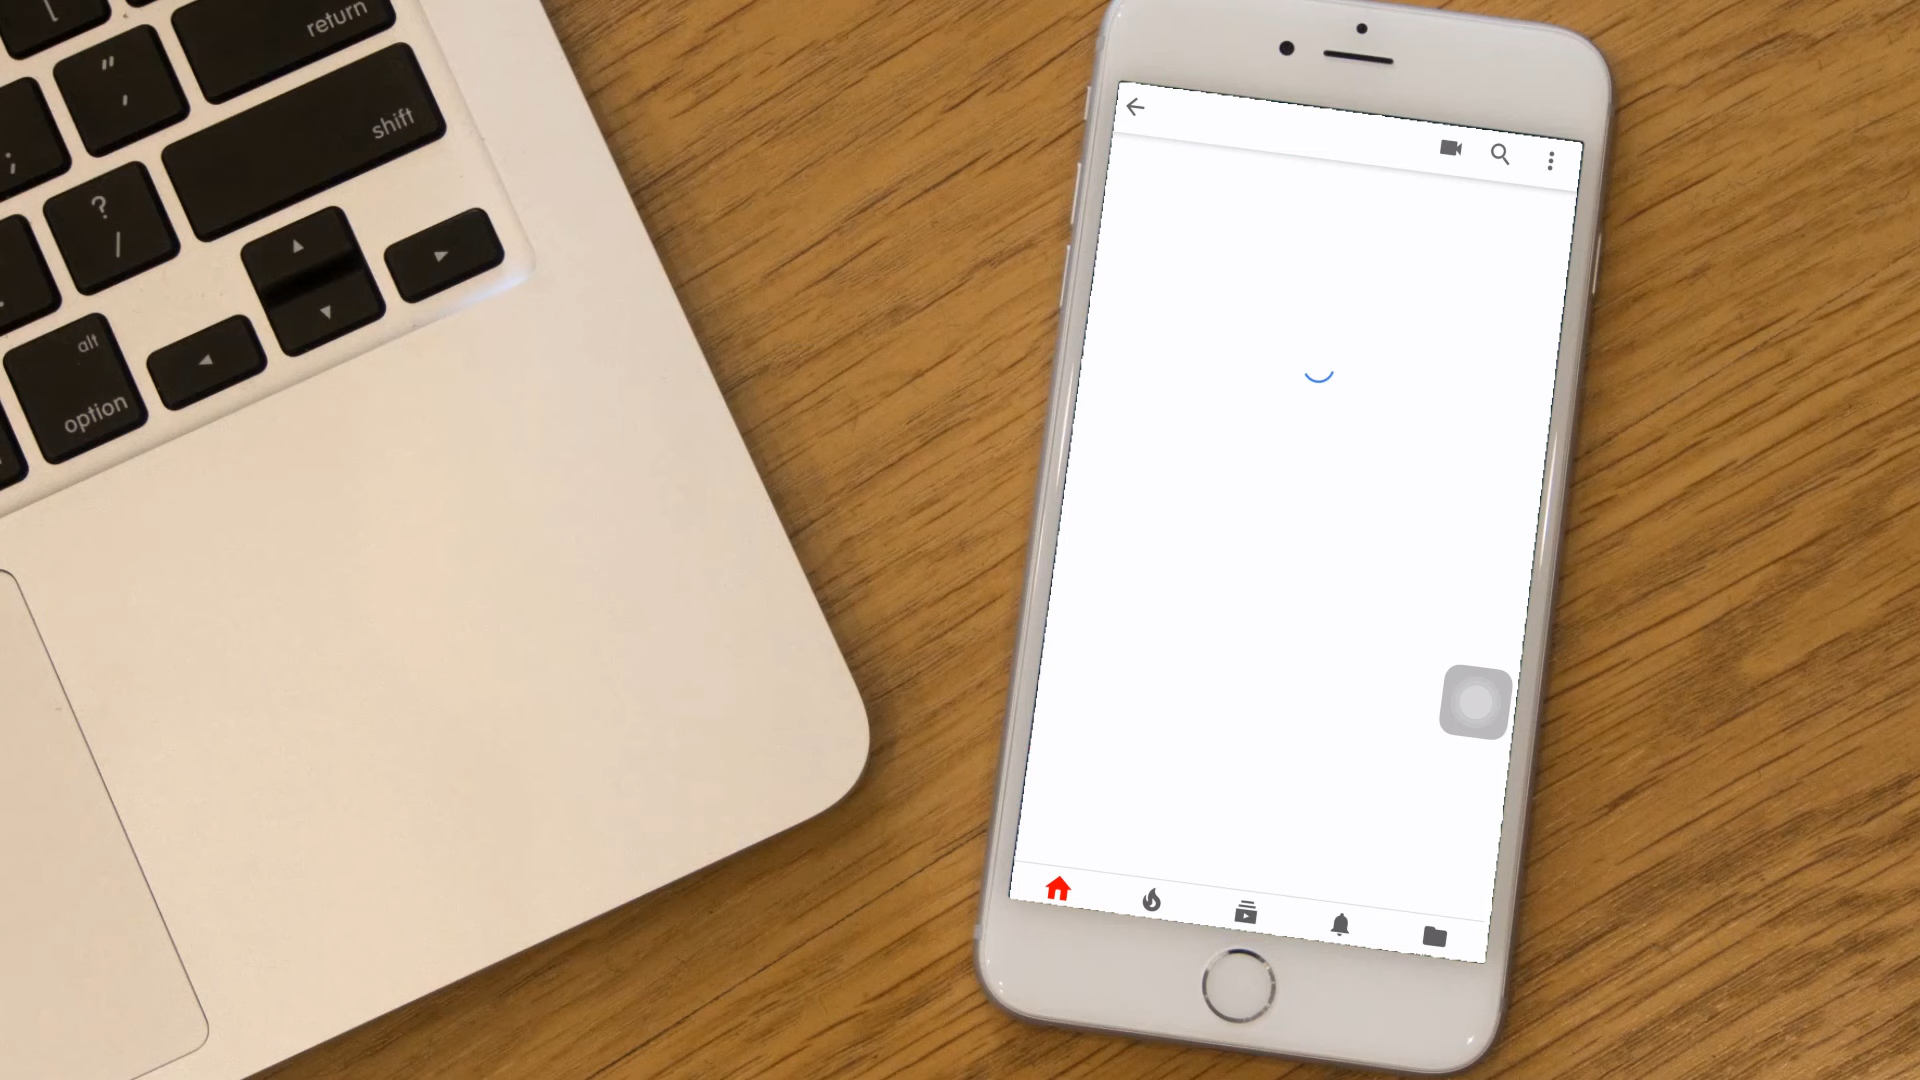 return
[
"
,
shift
;
?
/
.
alt
option